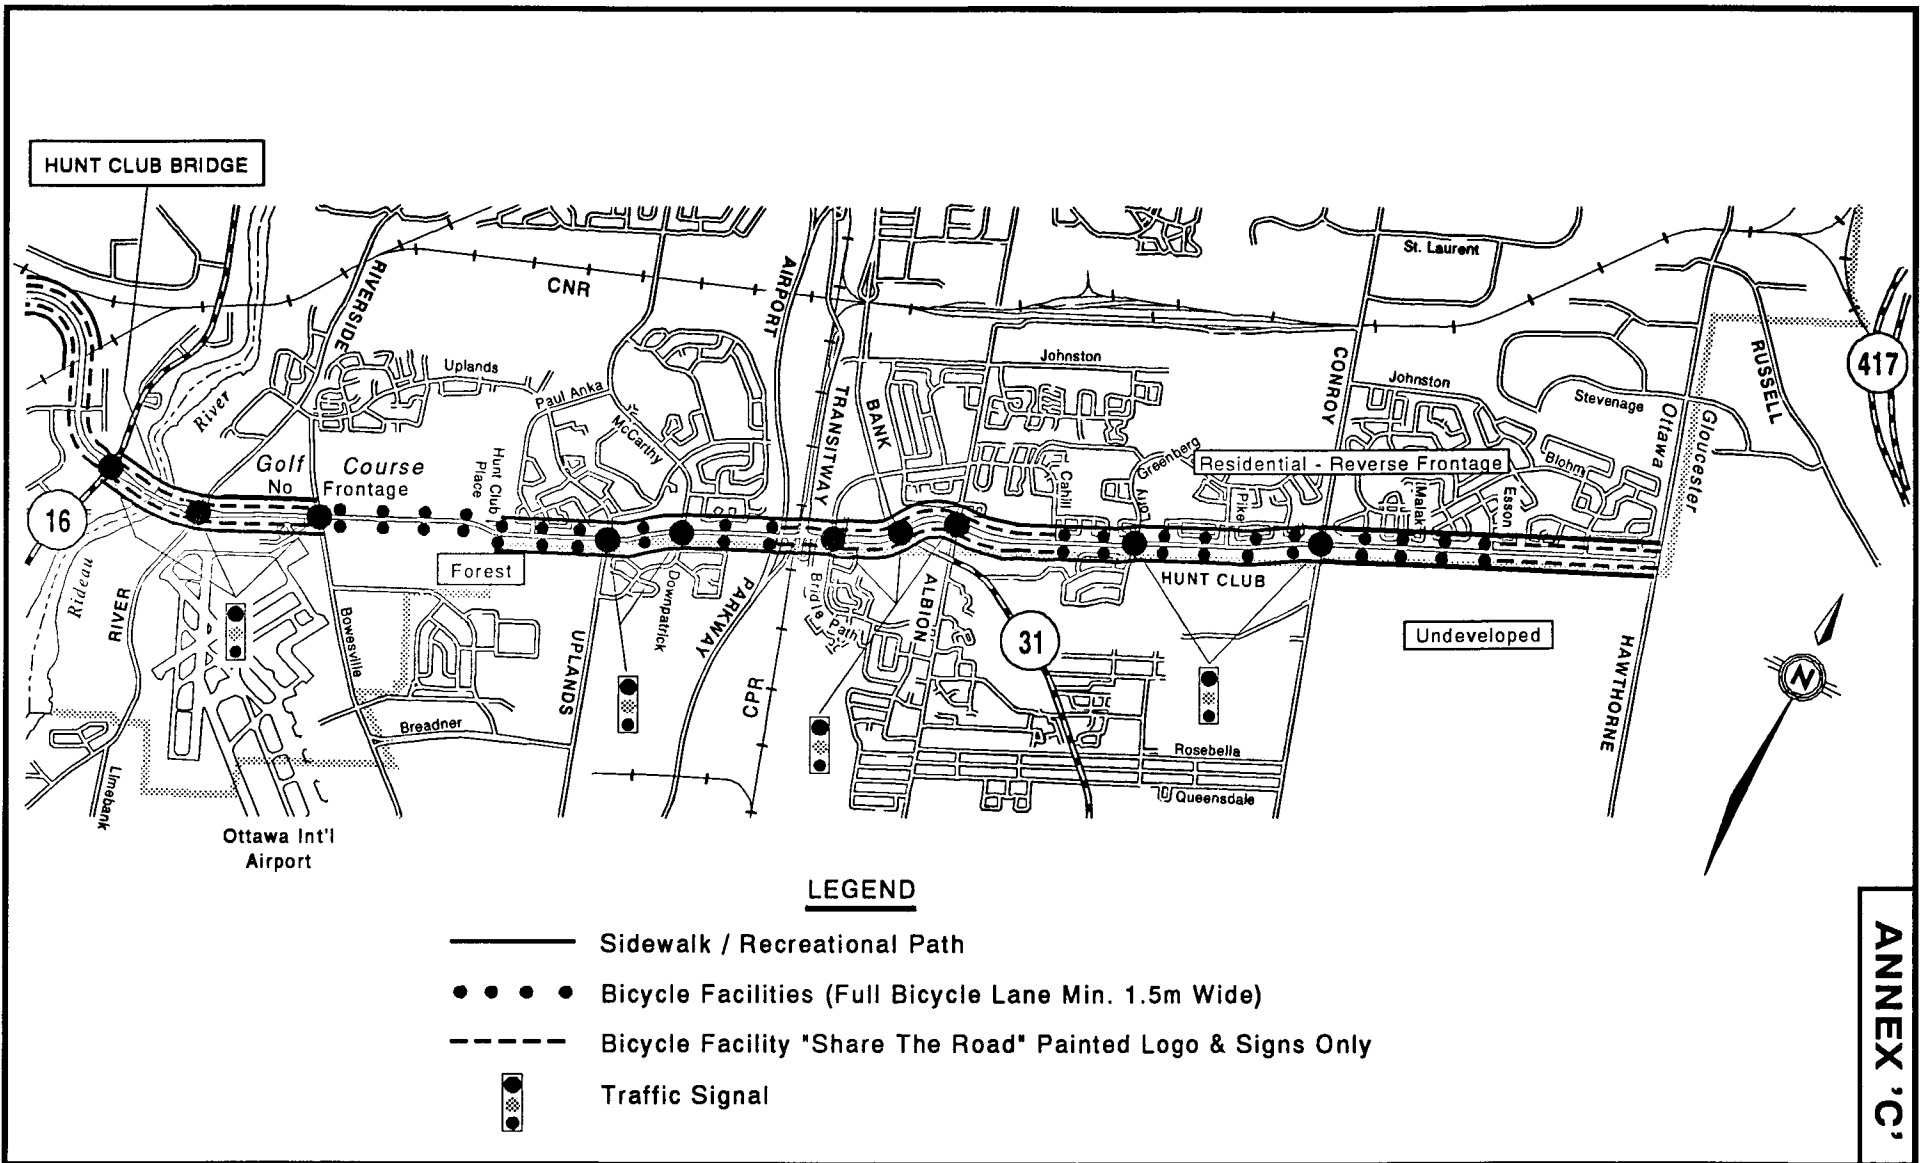 HUNT CLUB BRIDGE
RIVERSIDE
CNR
AIRPORT
St. Laurent
417
RUSSELL
Uplands
Johnston
CONROY
Johnston
Stevenage
Ottawa
Gloucester
River
Paul Anka
McCarthy
TRANSITWAY
BANK
Greenberg
Residential - Reverse Frontage
Blohm
Golf Course
No Frontage
Hunt Club
Place
Cahill
Lorry
Pike
Malak
Esson
16
Forest
HUNT CLUB
Rideau
RIVER
Bowesville
UPLANDS
Downpatrick
PARKWAY
Bridle Path
ALBION
31
Undeveloped
HAWTHORNE
N
CPR
Breadner
Rosebella
Queensdale
Limebank
Ottawa Int'l
Airport
LEGEND
Sidewalk / Recreational Path
Bicycle Facilities (Full Bicycle Lane Min. 1.5m Wide)
Bicycle Facility "Share The Road" Painted Logo & Signs Only
Traffic Signal
ANNEX 'C'